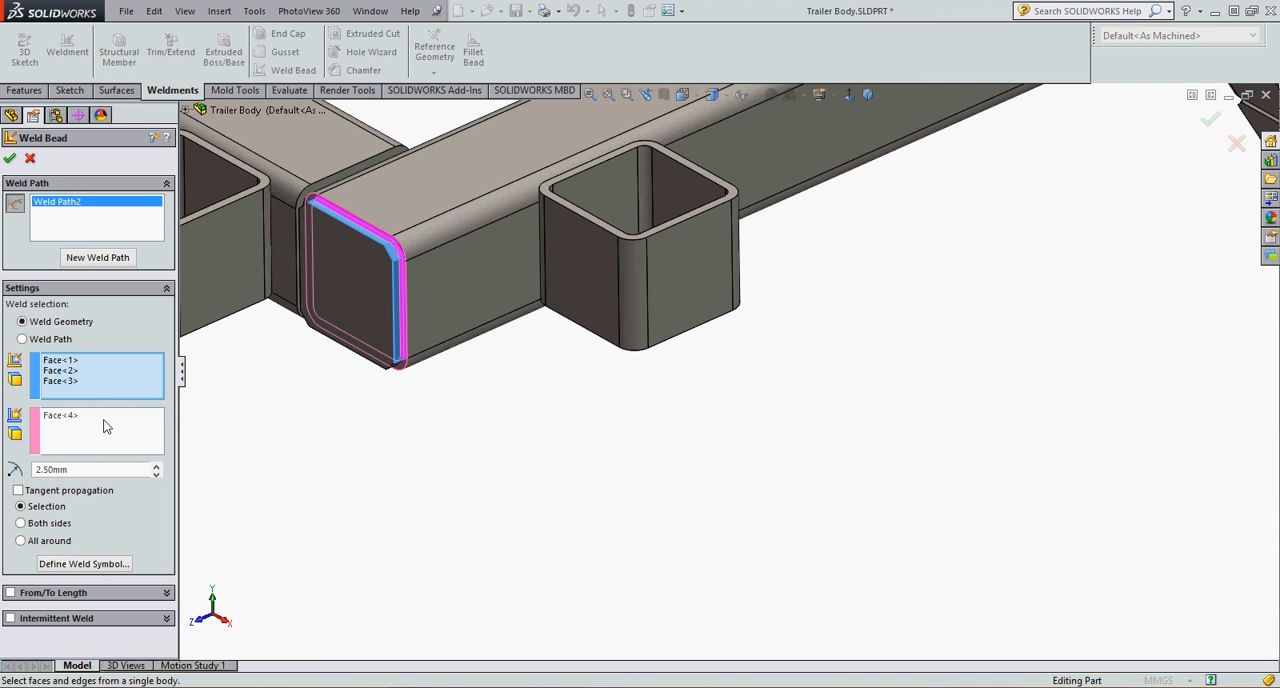 SOLIDWORKS File Edit View Insert Tools PhotoView 360 Window Help Trailer Body.SLDPRT * Search SOLIDWORKS Help
3D Sketch Weldment Structural Member Trim/Extend Extruded Boss/Base End Cap Gusset Weld Bead Extruded Cut Hole Wizard Chamfer Reference Geometry Fillet Bead Default<As Machined>
Features Sketch Surfaces Weldments Mold Tools Evaluate Render Tools SOLIDWORKS Add-Ins SOLIDWORKS MBD
Trailer Body (Default<As ...
Weld Bead
Weld Path
Weld Path2
New Weld Path
Settings
Weld selection:
Weld Geometry
Weld Path
Face<1>
Face<2>
Face<3>
Face<4>
2.50mm
Tangent propagation
Selection
Both sides
All around
Define Weld Symbol...
From/To Length
Intermittent Weld
Y
Z X
Model 3D Views Motion Study 1
Select faces and edges from a single body. Editing Part MMGS